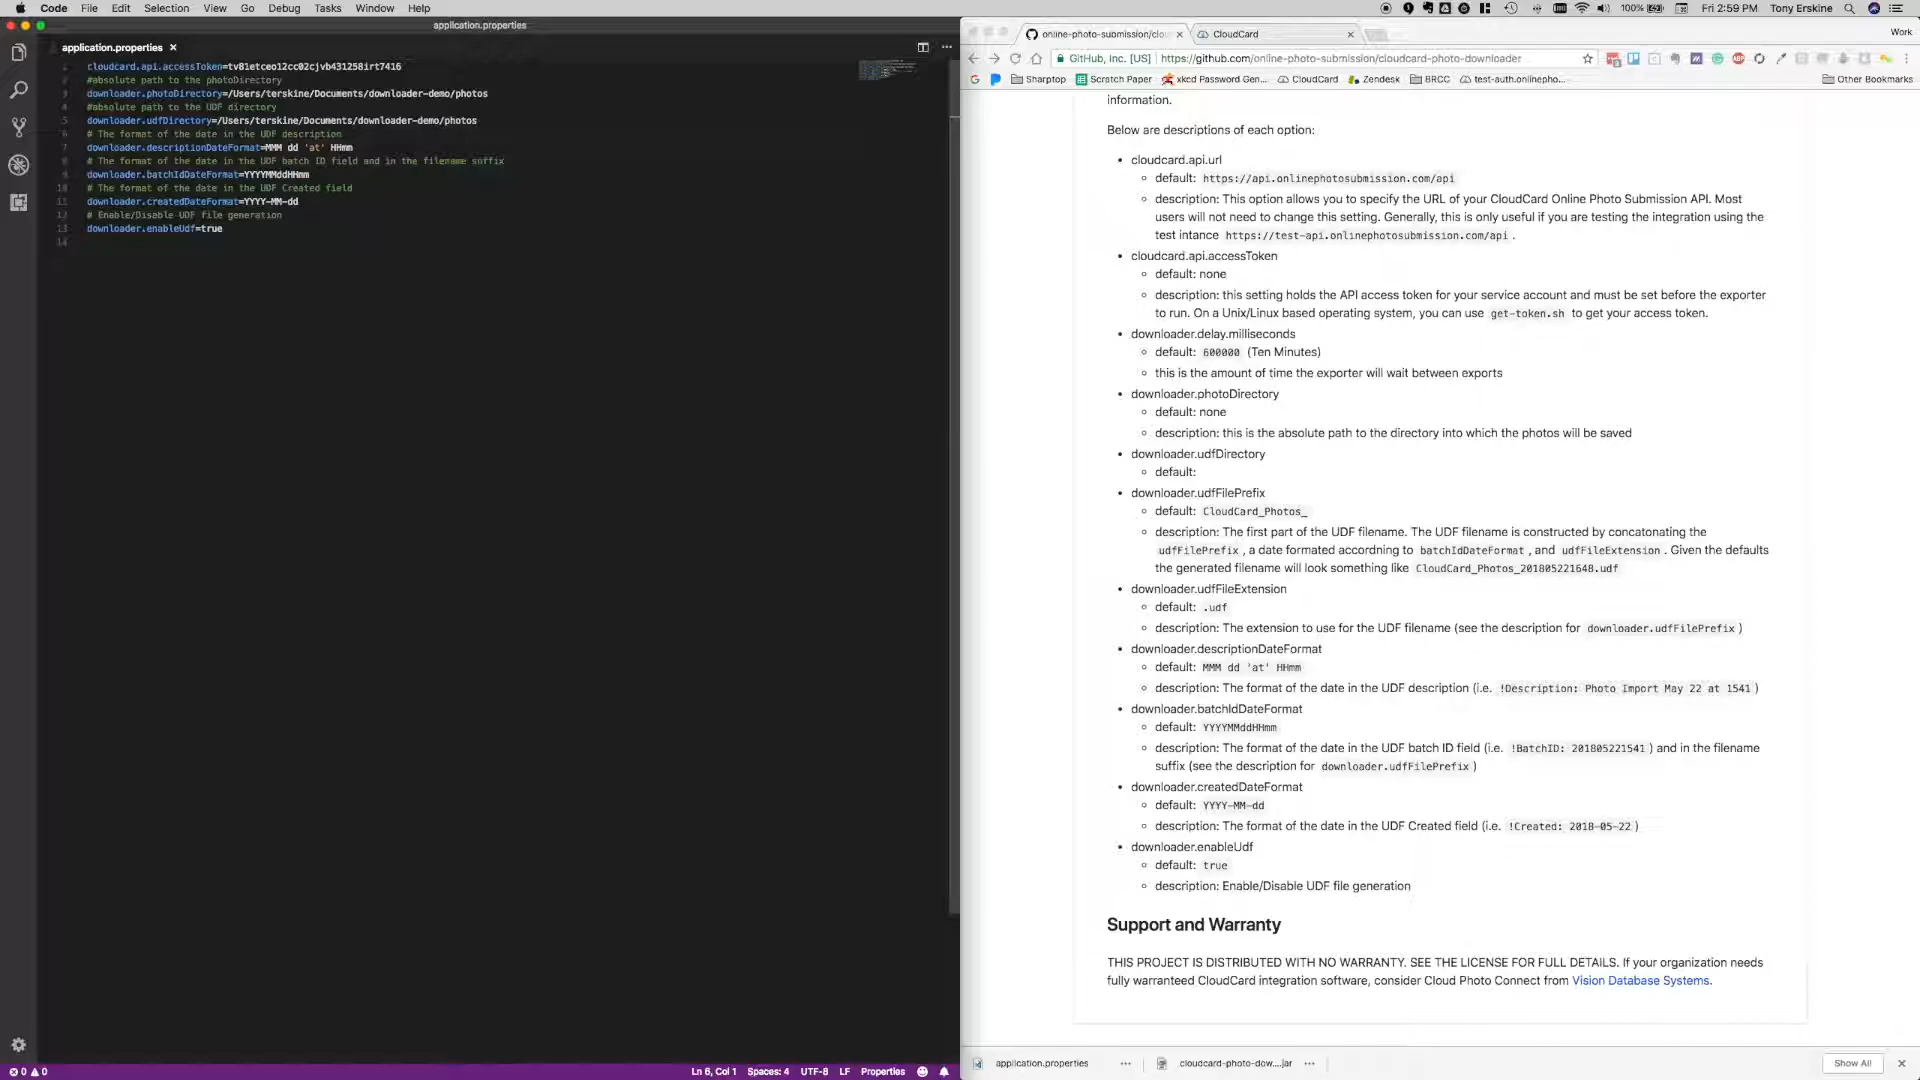 Code File Edit Selection View Go Debug Tasks Window Help
100% Fri 2:59 PM Tony Erskine
application.properties
application.properties
1 cloudcard.api.accessToken=tv81etceo12cc02cjvb431258irt7416
2 #absolute path to the photoDirectory
3 downloader.photoDirectory=/Users/terskine/Documents/downloader-demo/photos
4 #absolute path to the UDF directory
5 downloader.udfDirectory=/Users/terskine/Documents/downloader-demo/photos
6 # The format of the date in the UDF description
7 downloader.descriptionDateFormat=MMM dd 'at' HHmm
8 # The format of the date in the UDF batch ID field and in the filename suffix
9 downloader.batchIdDateFormat=YYYYMMddHHmm
10 # The format of the date in the UDF Created field
11 downloader.createdDateFormat=YYYY-MM-dd
12 # Enable/Disable UDF file generation
13 downloader.enableUdf=true
14
0 0 Ln 6, Col 1 Spaces: 4 UTF-8 LF Properties
online-photo-submission/clou CloudCard Work
GitHub, Inc. [US] https://github.com/online-photo-submission/cloudcard-photo-downloader
Sharptop Scratch Paper xkcd Password Gen... CloudCard Zendesk BRCC test-auth.onlinepho... Other Bookmarks
information.
Below are descriptions of each option:
cloudcard.api.url
default: https://api.onlinephotosubmission.com/api
description: This option allows you to specify the URL of your CloudCard Online Photo Submission API. Most
users will not need to change this setting. Generally, this is only useful if you are testing the integration using the
test intance https://test-api.onlinephotosubmission.com/api .
cloudcard.api.accessToken
default: none
description: this setting holds the API access token for your service account and must be set before the exporter
to run. On a Unix/Linux based operating system, you can use get-token.sh to get your access token.
downloader.delay.milliseconds
default: 600000 (Ten Minutes)
this is the amount of time the exporter will wait between exports
downloader.photoDirectory
default: none
description: this is the absolute path to the directory into which the photos will be saved
downloader.udfDirectory
default:
downloader.udfFilePrefix
default: CloudCard_Photos_
description: The first part of the UDF filename. The UDF filename is constructed by concatonating the
udfFilePrefix , a date formated accordning to batchIdDateFormat , and udfFileExtension . Given the defaults
the generated filename will look something like CloudCard_Photos_201805221648.udf
downloader.udfFileExtension
default: .udf
description: The extension to use for the UDF filename (see the description for downloader.udfFilePrefix )
downloader.descriptionDateFormat
default: MMM dd 'at' HHmm
description: The format of the date in the UDF description (i.e. !Description: Photo Import May 22 at 1541 )
downloader.batchIdDateFormat
default: YYYYMMddHHmm
description: The format of the date in the UDF batch ID field (i.e. !BatchID: 201805221541 ) and in the filename
suffix (see the description for downloader.udfFilePrefix )
downloader.createdDateFormat
default: YYYY-MM-dd
description: The format of the date in the UDF Created field (i.e. !Created: 2018-05-22 )
downloader.enableUdf
default: true
description: Enable/Disable UDF file generation
Support and Warranty
THIS PROJECT IS DISTRIBUTED WITH NO WARRANTY. SEE THE LICENSE FOR FULL DETAILS. If your organization needs
fully warranteed CloudCard integration software, consider Cloud Photo Connect from Vision Database Systems.
application.properties cloudcard-photo-dow....jar Show All